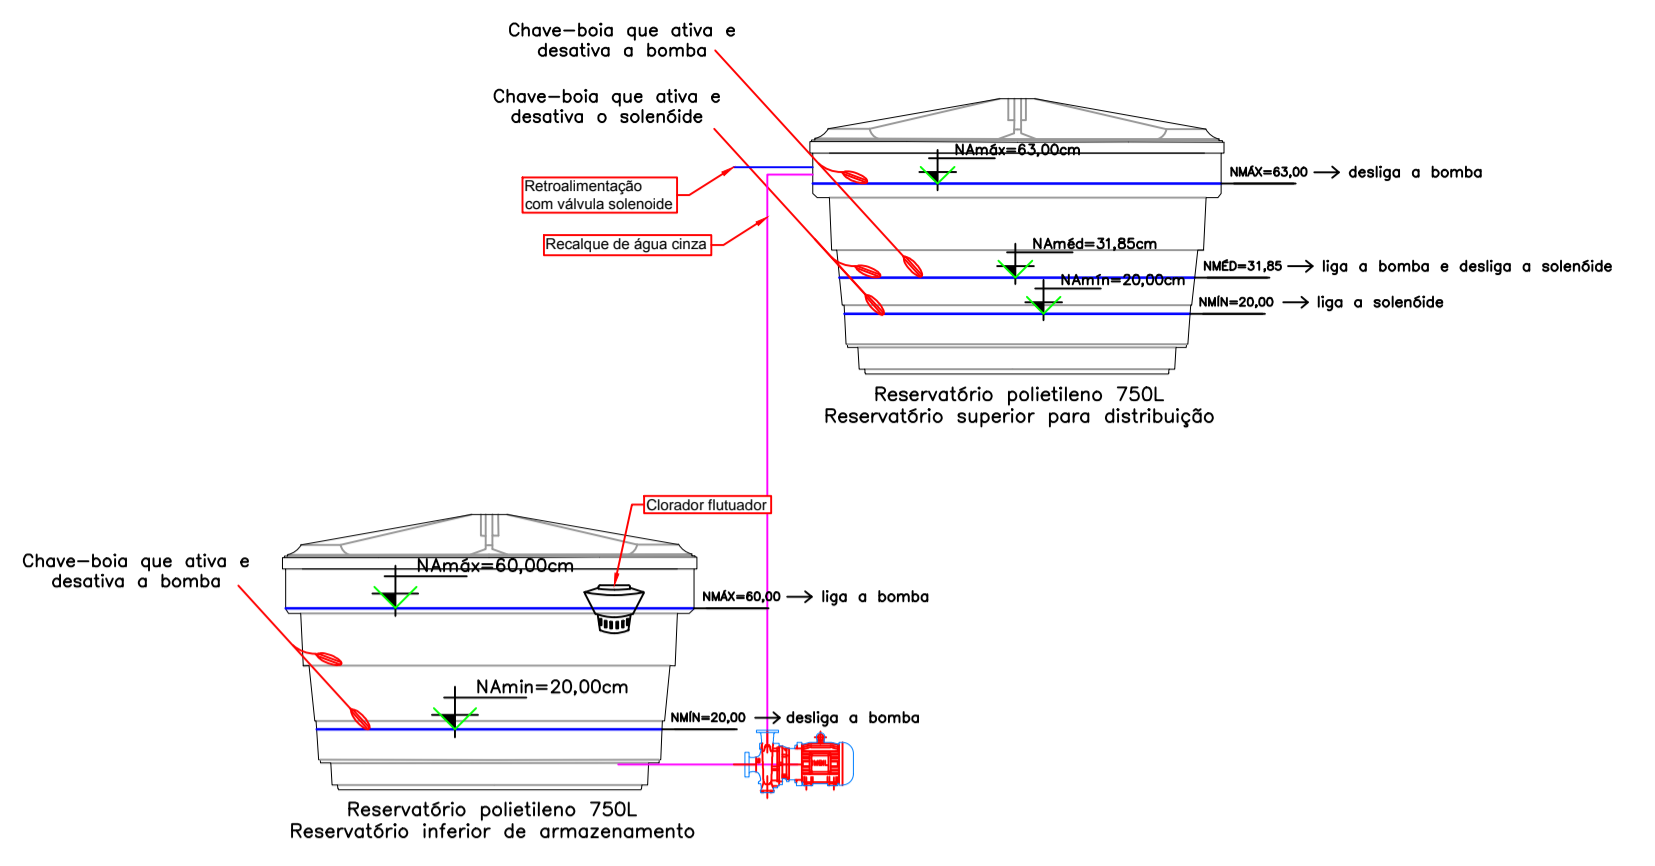 Chave-boia que ativa e
desativa a bomba
Chave-boia que ativa e
desativa o solenóide
NAmáx=63,00cm
NMÁX=63,00 → desliga a bomba
Retroalimentação
com válvula solenoide
Recalque de água cinza
NAméd=31,85cm
NMÉD=31,85 → liga a bomba e desliga a solenóide
NAmín=20,00cm
NMÍN=20,00 → liga a solenóide
Reservatório polietileno 750L
Reservatório superior para distribuição
Clorador flutuador
Chave-boia que ativa e
desativa a bomba
NAmáx=60,00cm
NMÁX=60,00 → liga a bomba
NAmin=20,00cm
NMÍN=20,00 → desliga a bomba
Reservatório polietileno 750L
Reservatório inferior de armazenamento